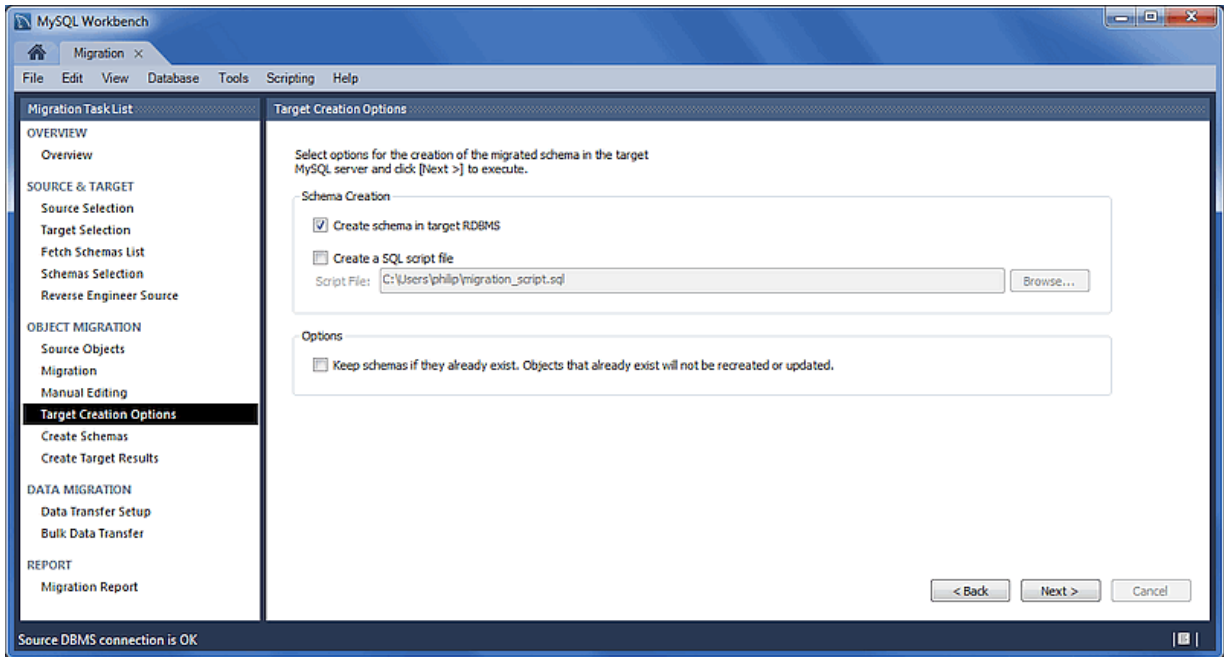 MySQL Workbench
Migration
File Edit View Database Tools Scripting Help
Migration Task List
OVERVIEW
Overview
SOURCE & TARGET
Source Selection
Target Selection
Fetch Schemas List
Schemas Selection
Reverse Engineer Source
OBJECT MIGRATION
Source Objects
Migration
Manual Editing
Target Creation Options
Create Schemas
Create Target Results
DATA MIGRATION
Data Transfer Setup
Bulk Data Transfer
REPORT
Migration Report
Target Creation Options
Select options for the creation of the migrated schema in the target
MySQL server and click [Next >] to execute.
Schema Creation
Create schema in target RDBMS
Create a SQL script file
Script File: C:\Users\philip\migration_script.sql Browse...
Options
Keep schemas if they already exist. Objects that already exist will not be recreated or updated.
< Back Next > Cancel
Source DBMS connection is OK